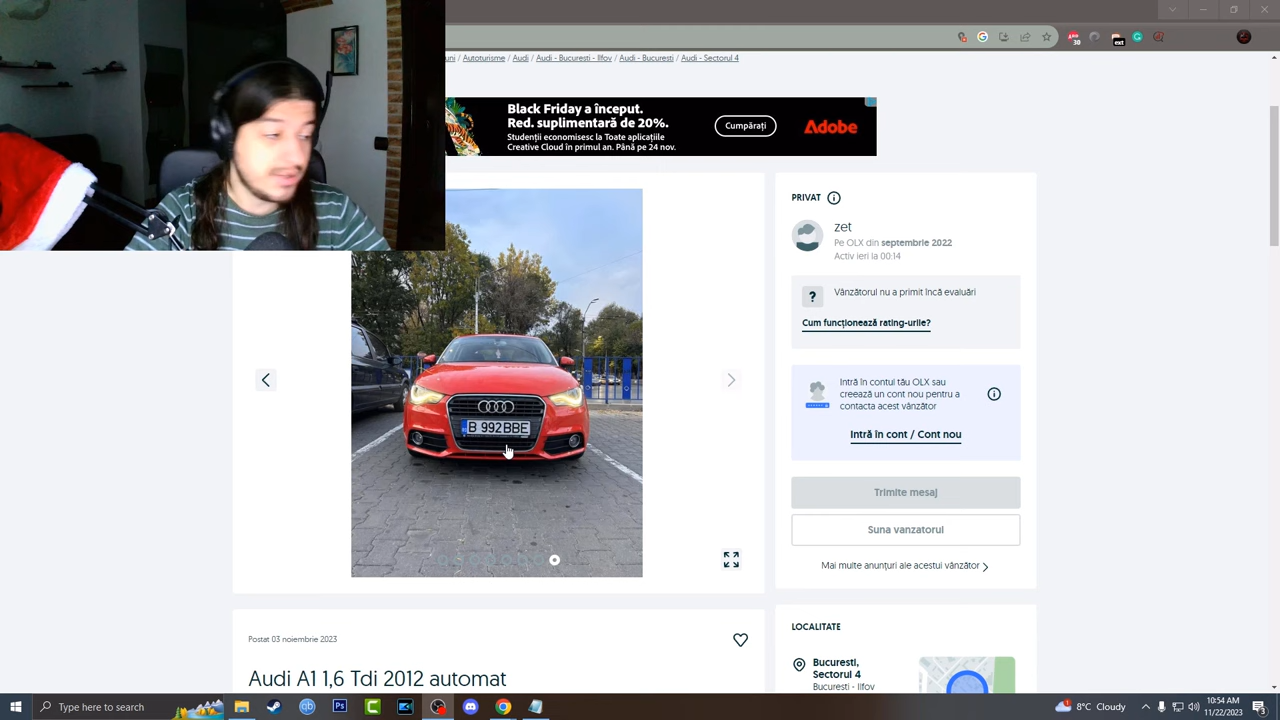 uni / Autoturisme / Audi / Audi - Bucuresti - Ilfov / Audi - Bucuresti / Audi - Sectorul 4
30
ext
Black Friday a început.
Red. suplimentară de 20%.
Studenții economisesc la Toate aplicațiile
Creative Cloud în primul an. Până pe 24 nov.
Cumpărați
Adobe
PRIVAT
zet
Pe OLX din septembrie 2022
Activ ieri la 00:14
?
Vânzătorul nu a primit încă evaluări
Cum funcționează rating-urile?
Intră în contul tău OLX sau
creează un cont nou pentru a
contacta acest vânzător
Intră în cont / Cont nou
Trimite mesaj
Suna vanzatorul
Mai multe anunțuri ale acestui vânzător
B 992 BBE
LOCALITATE
Bucuresti,
Sectorul 4
Bucuresti - Ilfov
Postat 03 noiembrie 2023
Audi A1 1,6 Tdi 2012 automat
Type here to search
qb
Ps
8°C Cloudy
10:54 AM
11/22/2023